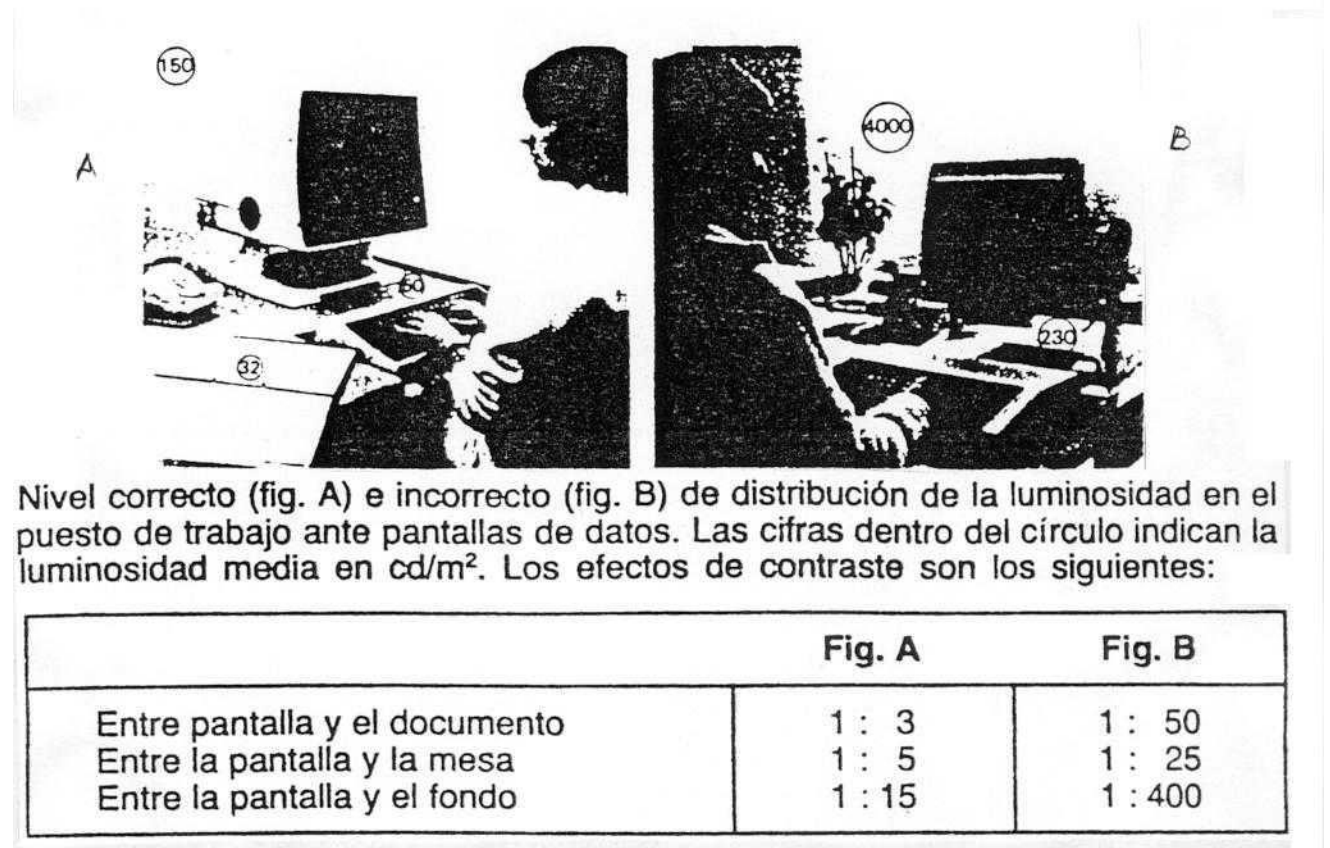 150
4000
A
B
50
230
32
Nivel correcto (fig. A) e incorrecto (fig. B) de distribución de la luminosidad en el
puesto de trabajo ante pantallas de datos. Las cifras dentro del círculo indican la
luminosidad media en cd/m². Los efectos de contraste son los siguientes:
Fig. A Fig. B
Entre pantalla y el documento 1 : 3 1 : 50
Entre la pantalla y la mesa 1 : 5 1 : 25
Entre la pantalla y el fondo 1 : 15 1 : 400